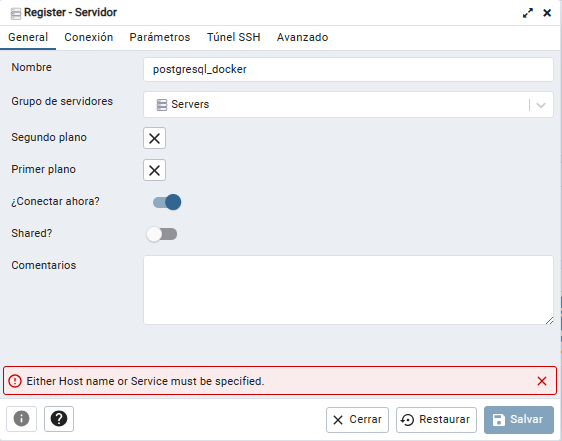 Register - Servidor
General Conexión Parámetros Túnel SSH Avanzado
Nombre postgresql_docker
Grupo de servidores Servers
Segundo plano
Primer plano
¿Conectar ahora?
Shared?
Comentarios
Either Host name or Service must be specified.
Cerrar Restaurar Salvar